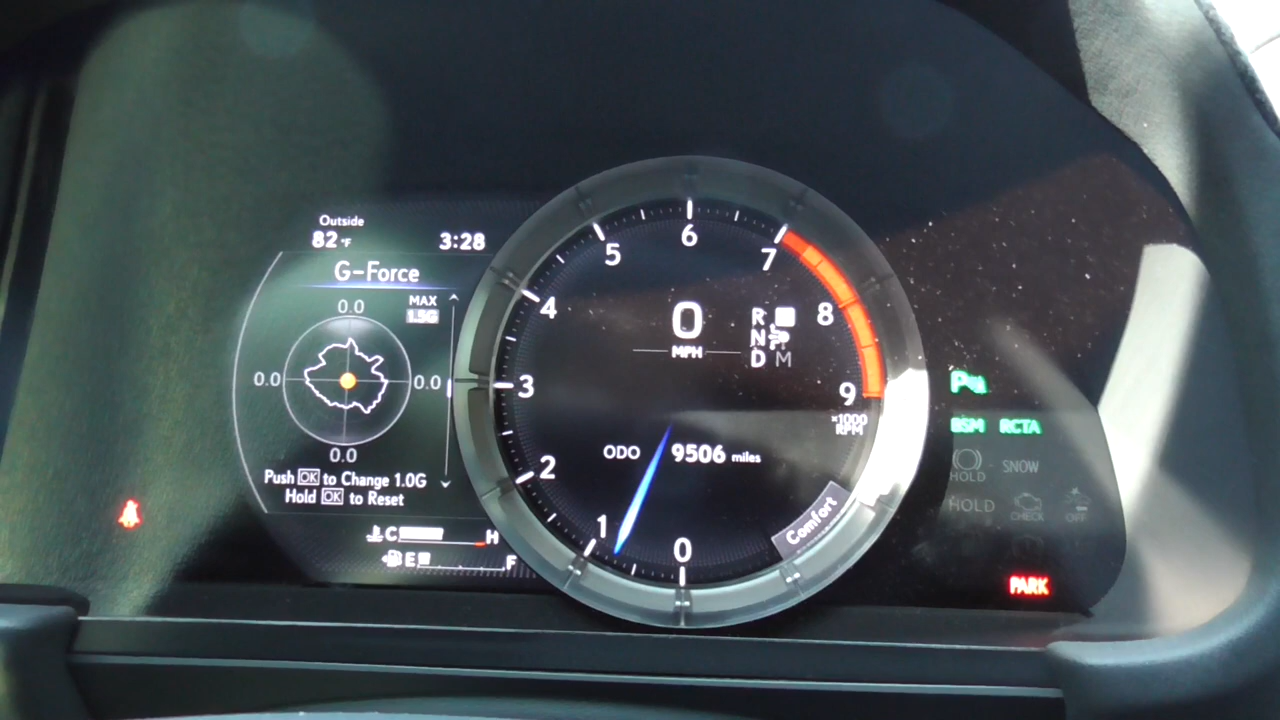 Outside
82 °F 3:28
G-Force
0.0
MAX
1.5G
0.0 0.0
0.0
Push OK to Change 1.0G
Hold OK to Reset
C H
E F
0
1
2
3
4
5
6
7
8
9
×1000
RPM
0
MPH
R
N
D M
ODO 9506 miles
Comfort
BSM RCTA
HOLD SNOW
HOLD CHECK OFF
PARK